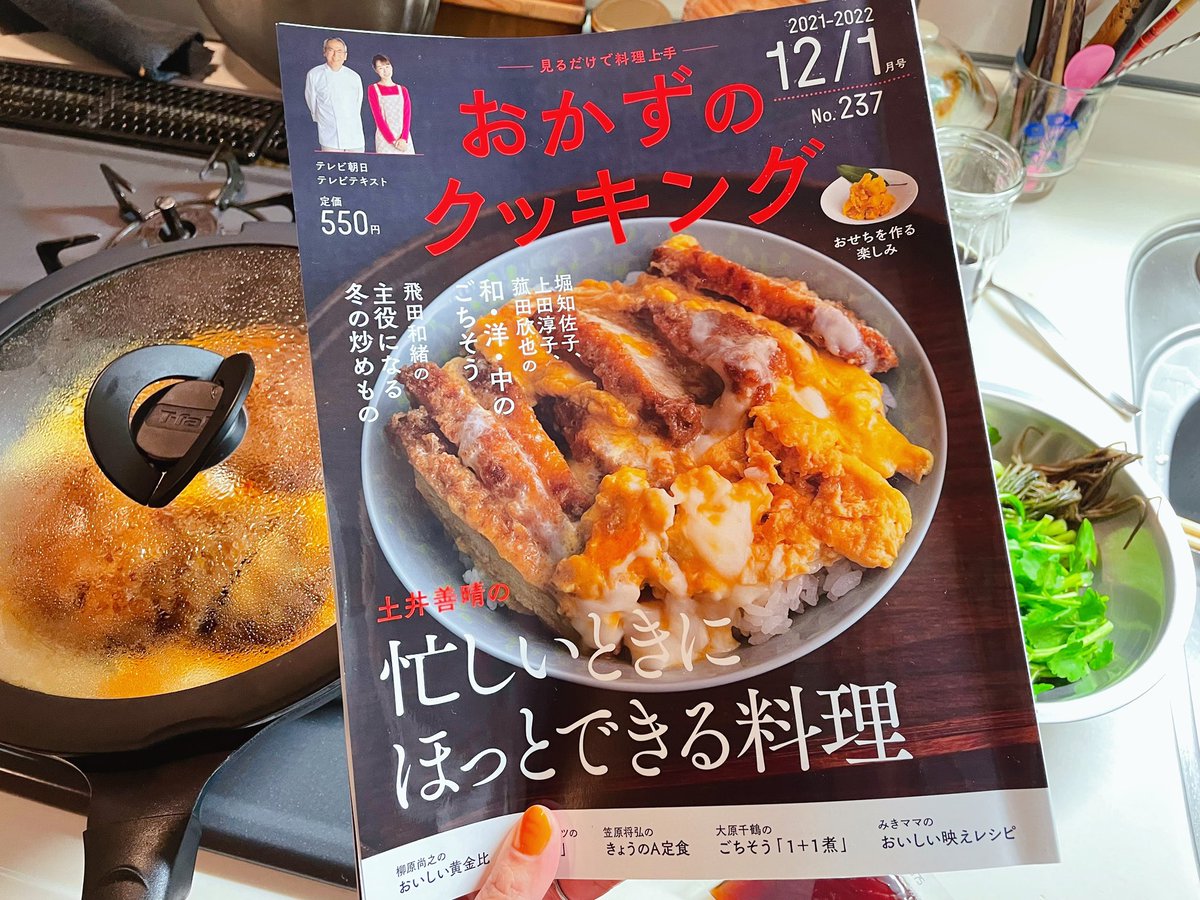 2021-2022
12/1月号
No.237
見るだけで料理上手
おかずの
クッキング
テレビ朝日
テレビテキスト
定価
550円
おせちを作る
楽しみ
堀知佐子、
上田淳子、
菰田欣也の
和・洋・中の
ごちそう
飛田和緒の
主役になる
冬の炒めもの
土井善晴の
忙しいときに
ほっとできる料理
柳原尚之の
おいしい黄金比
ツの
」
笠原将弘の
きょうのA定食
大原千鶴の
ごちそう「1+1煮」
みきママの
おいしい映えレシピ
T-fal